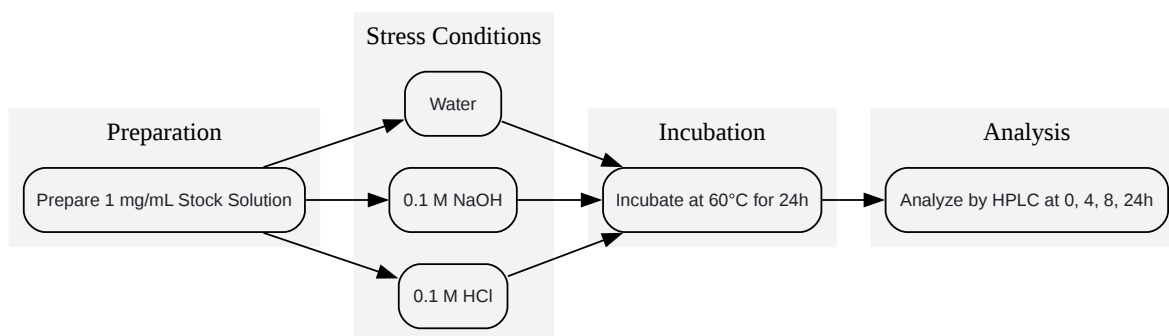 Stress Conditions
Water
Preparation
Incubation
Analysis
Prepare 1 mg/mL Stock Solution
0.1 M NaOH
Incubate at 60°C for 24h
Analyze by HPLC at 0, 4, 8, 24h
0.1 M HCl